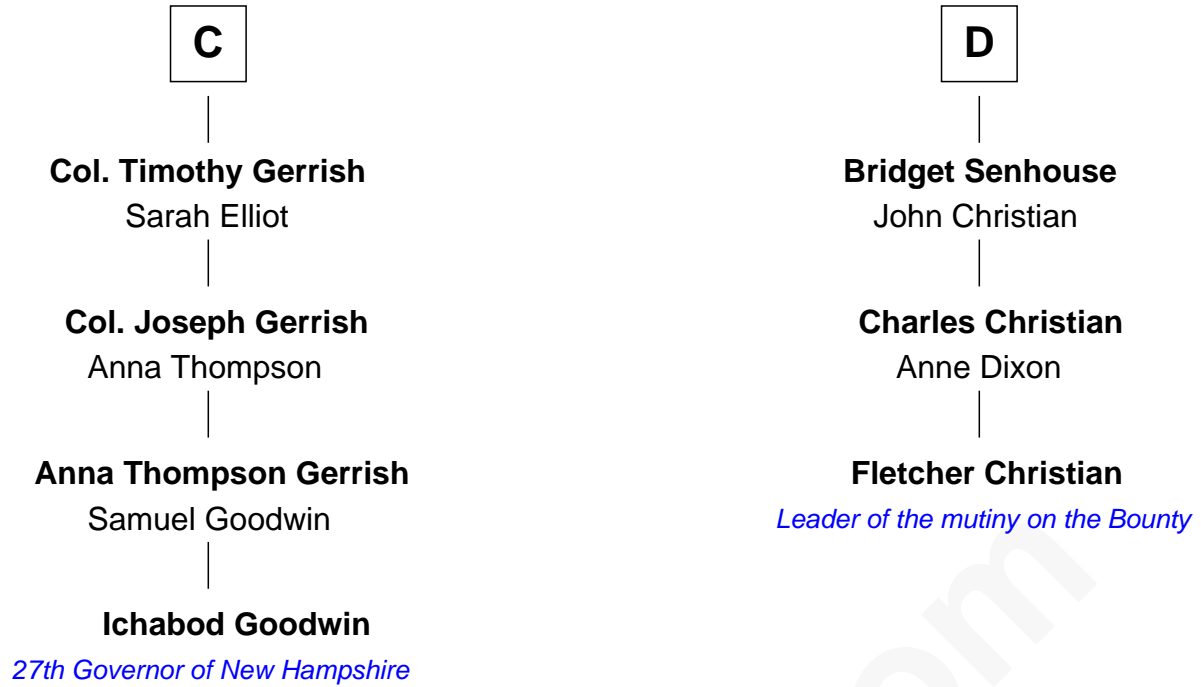 C
Col. Timothy Gerrish
Sarah Elliot
Col. Joseph Gerrish
Anna Thompson
Anna Thompson Gerrish
Samuel Goodwin
Ichabod Goodwin
27th Governor of New Hampshire
D
Bridget Senhouse
John Christian
Charles Christian
Anne Dixon
Fletcher Christian
Leader of the mutiny on the Bounty
om